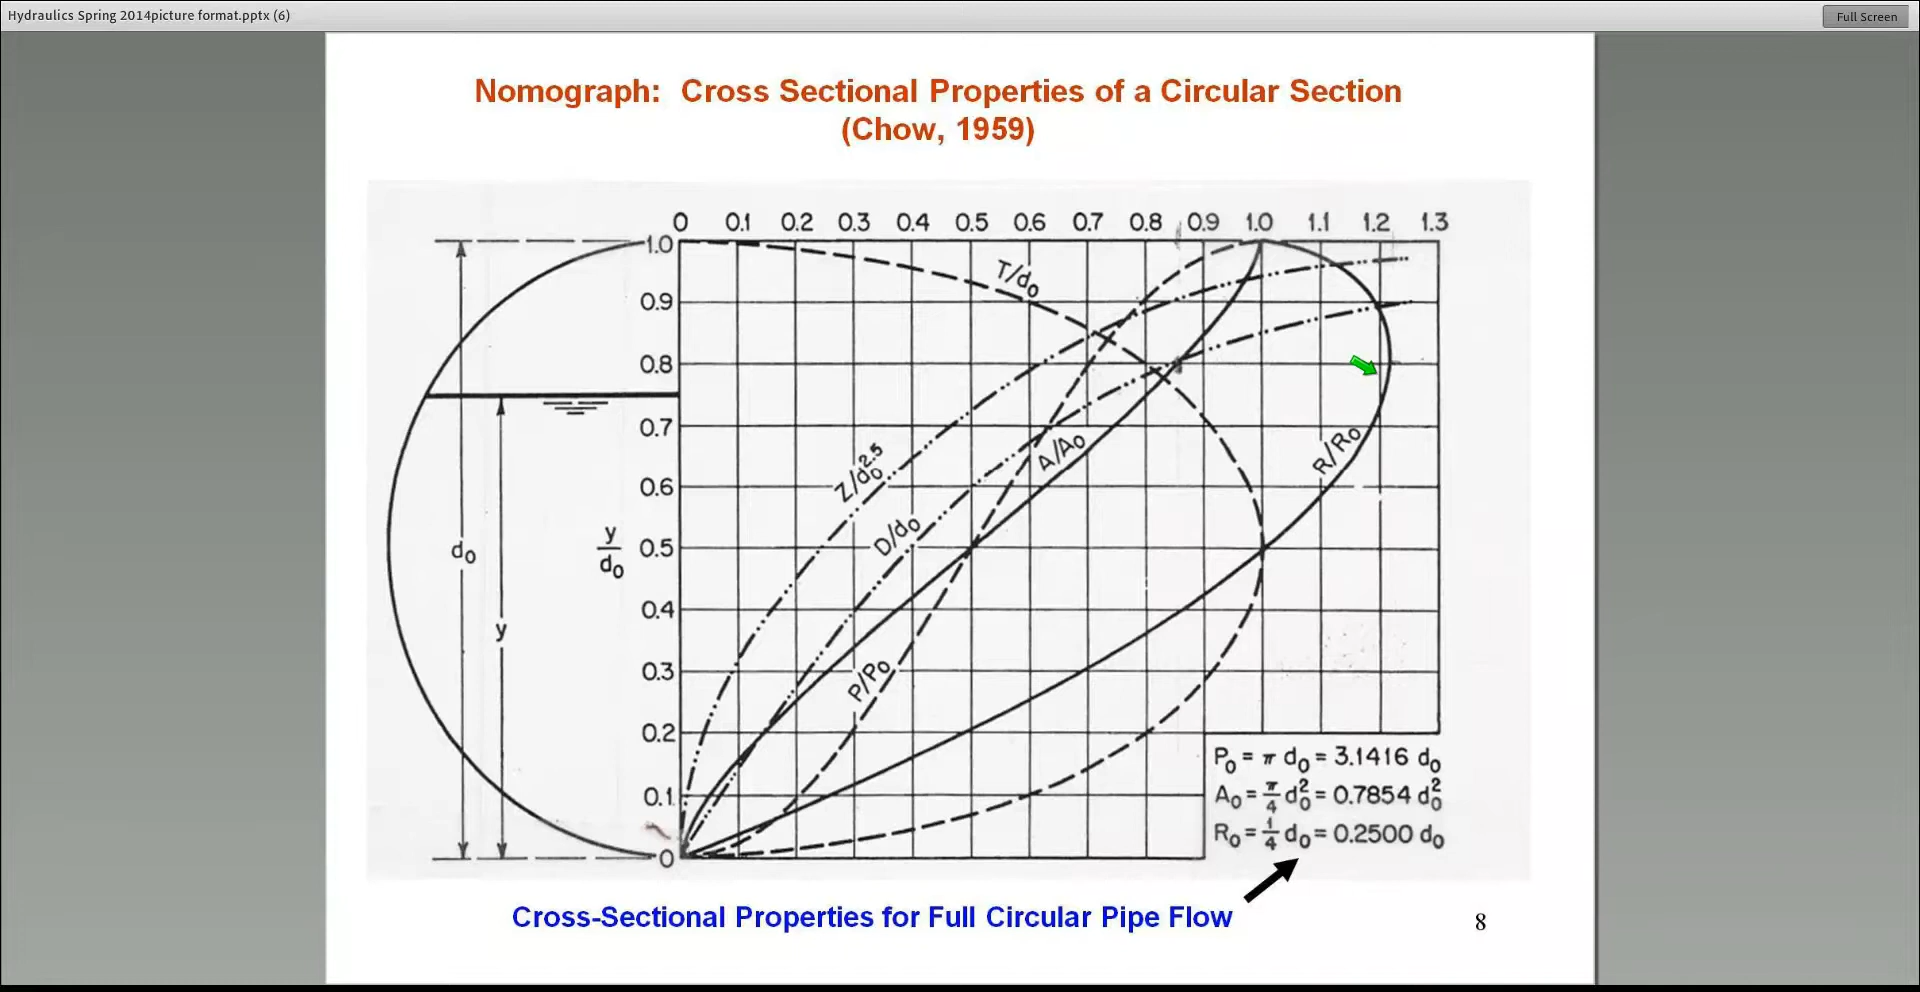 Hydraulics Spring 2014picture format.pptx (6)
Full Screen
Nomograph: Cross Sectional Properties of a Circular Section
(Chow, 1959)
0 0.1 0.2 0.3 0.4 0.5 0.6 0.7 0.8 0.9 1.0 1.1 1.2 1.3
1.0
0.9
0.8
0.7
0.6
0.5
0.4
0.3
0.2
0.1
0
y/d₀
d₀
y
T/d₀
Z/d₀^2.5
D/d₀
A/A₀
P/P₀
R/R₀
P₀ = π d₀ = 3.1416 d₀
A₀ = π/4 d₀² = 0.7854 d₀²
R₀ = 1/4 d₀ = 0.2500 d₀
Cross-Sectional Properties for Full Circular Pipe Flow
8